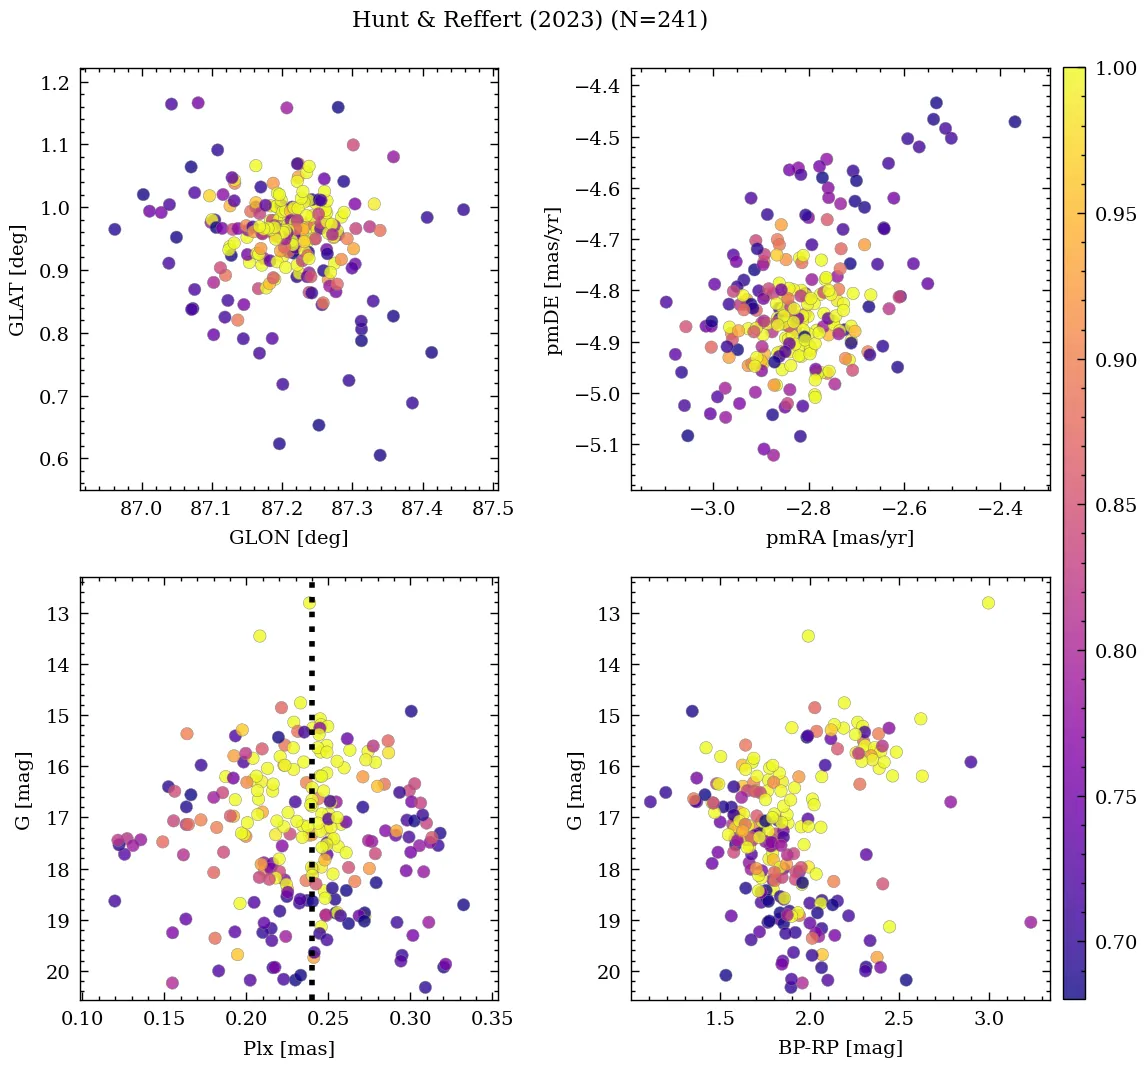 Hunt & Reffert (2023) (N=241)
1.2
1.1
1.0
0.9
0.8
0.7
0.6
GLAT [deg]
87.0 87.1 87.2 87.3 87.4 87.5
GLON [deg]
−4.4
−4.5
−4.6
−4.7
−4.8
−4.9
−5.0
−5.1
pmDE [mas/yr]
−3.0 −2.8 −2.6 −2.4
pmRA [mas/yr]
13
14
15
16
17
18
19
20
G [mag]
0.10 0.15 0.20 0.25 0.30 0.35
Plx [mas]
13
14
15
16
17
18
19
20
G [mag]
1.5 2.0 2.5 3.0
BP-RP [mag]
1.00
0.95
0.90
0.85
0.80
0.75
0.70